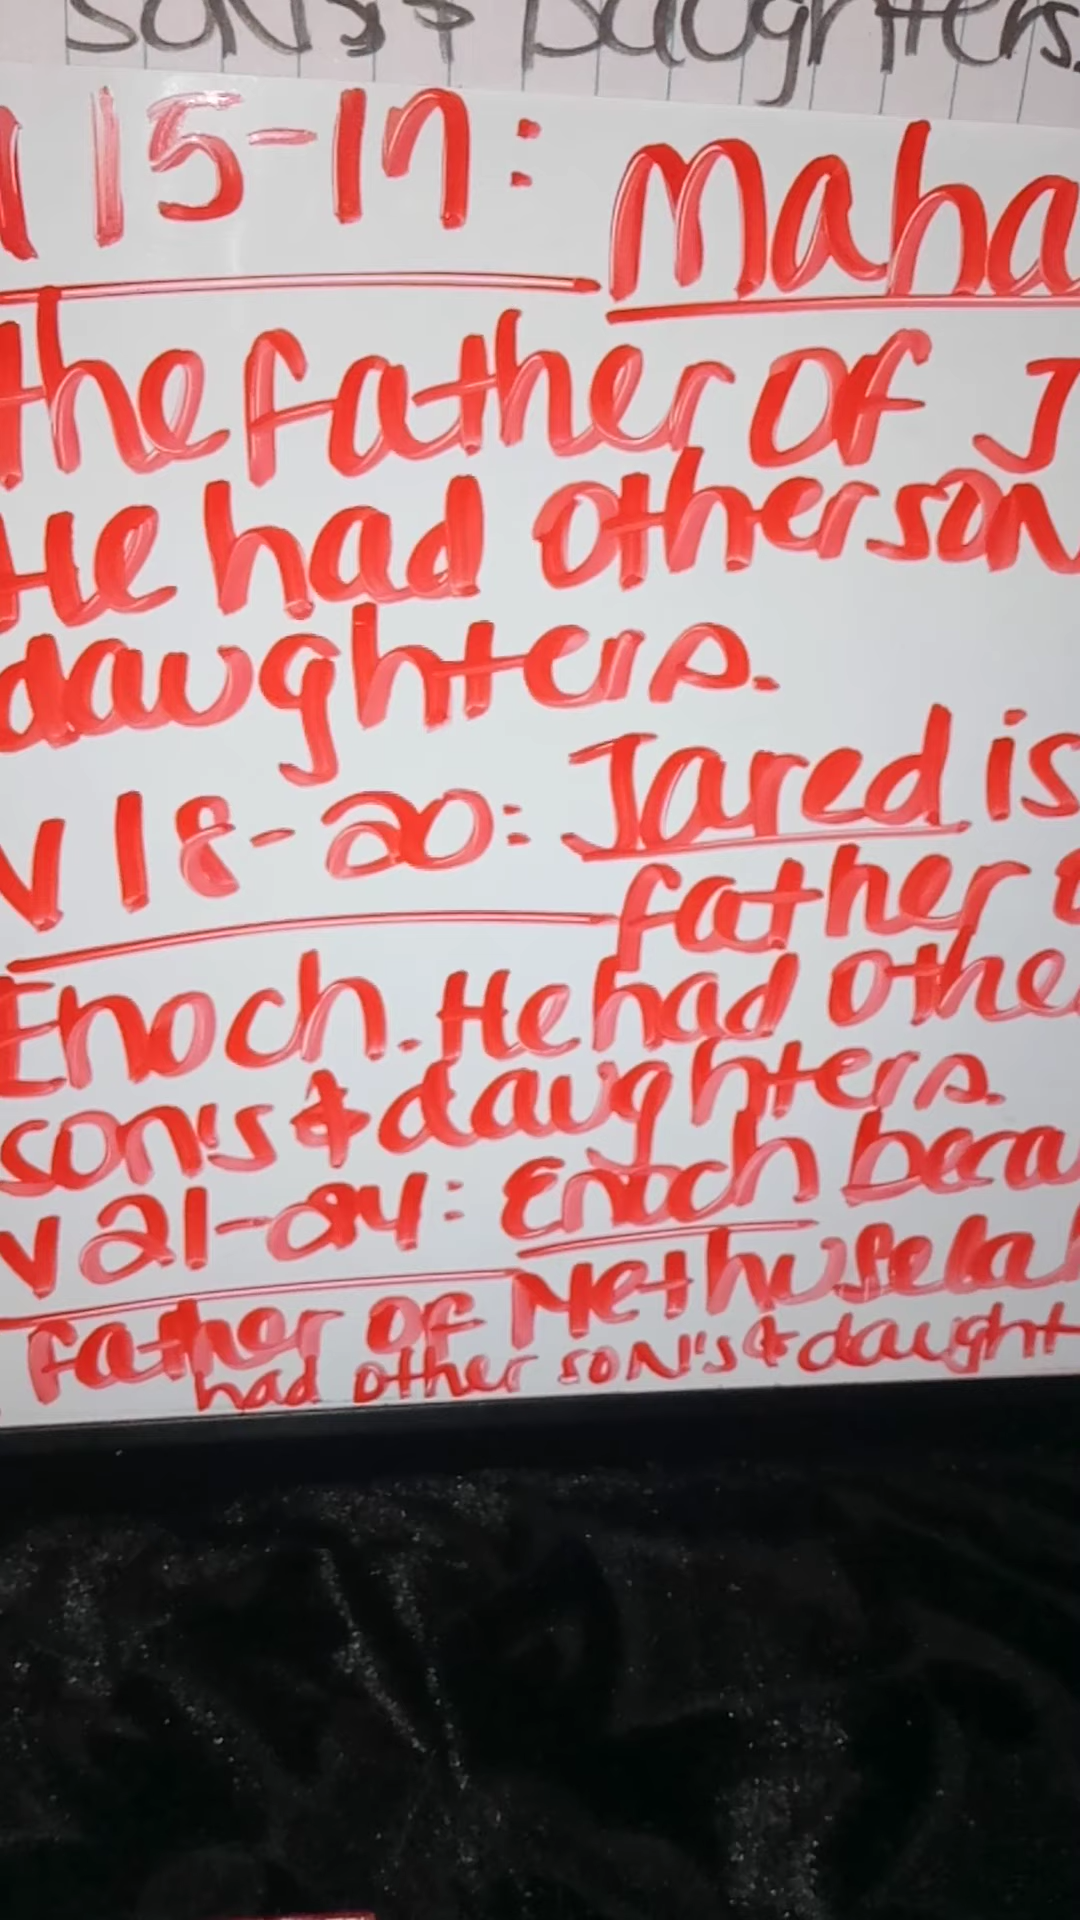 sons & Daughters.
V 15-17: Maha
the father of J
He had other son
daughters.
V 18-20: Jared is
father o
Enoch. He had othe
son's & daughters.
V 21-24: Enoch beca
father of Methuselah
had other son's & daught